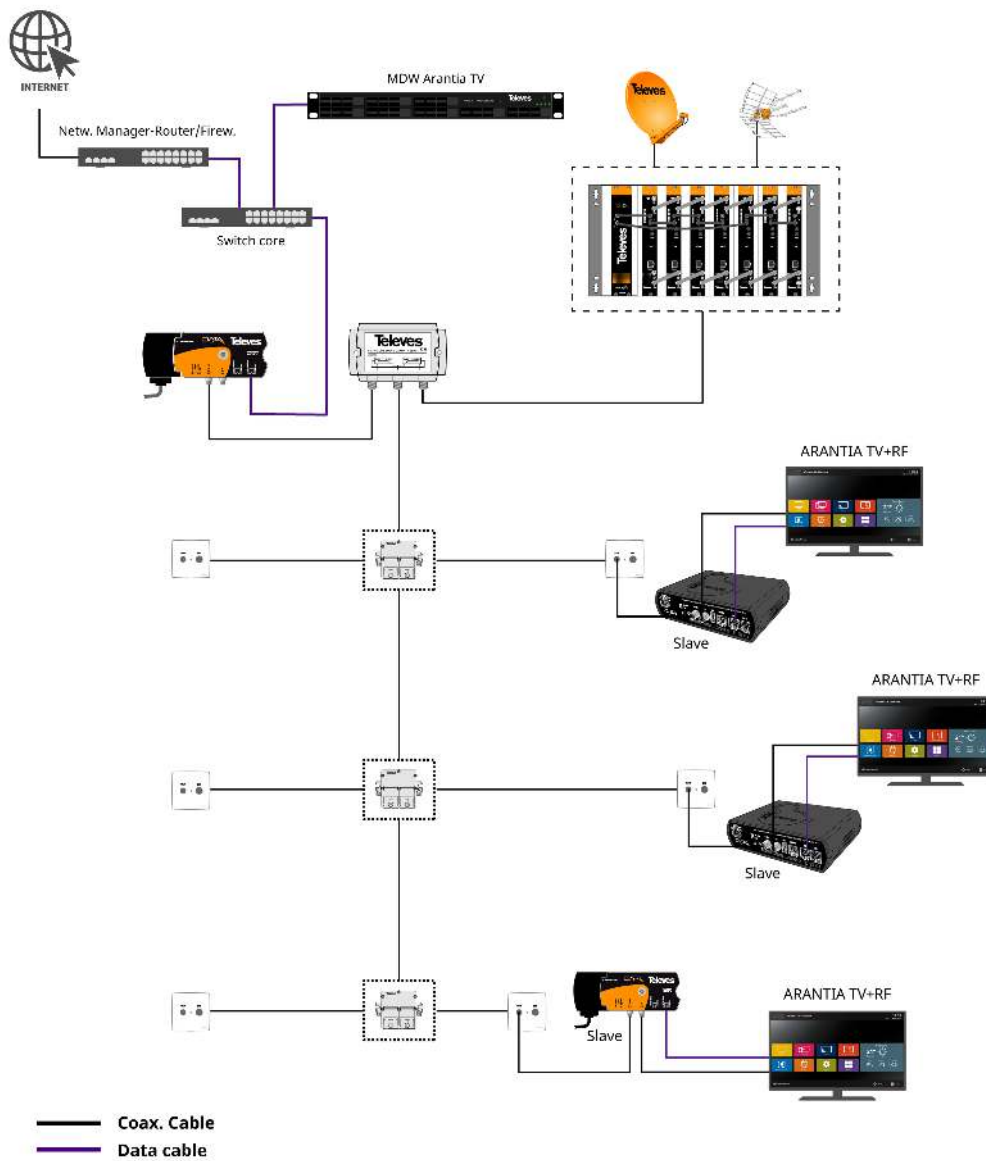 INTERNET
MDW Arantia TV
Televes
Televes
Netw. Manager-Router/Firew.
Switch core
Televes
Televes
Televes
ARANTIA TV+RF
Slave
ARANTIA TV+RF
Slave
Televes
ARANTIA TV+RF
Slave
Coax. Cable
Data cable